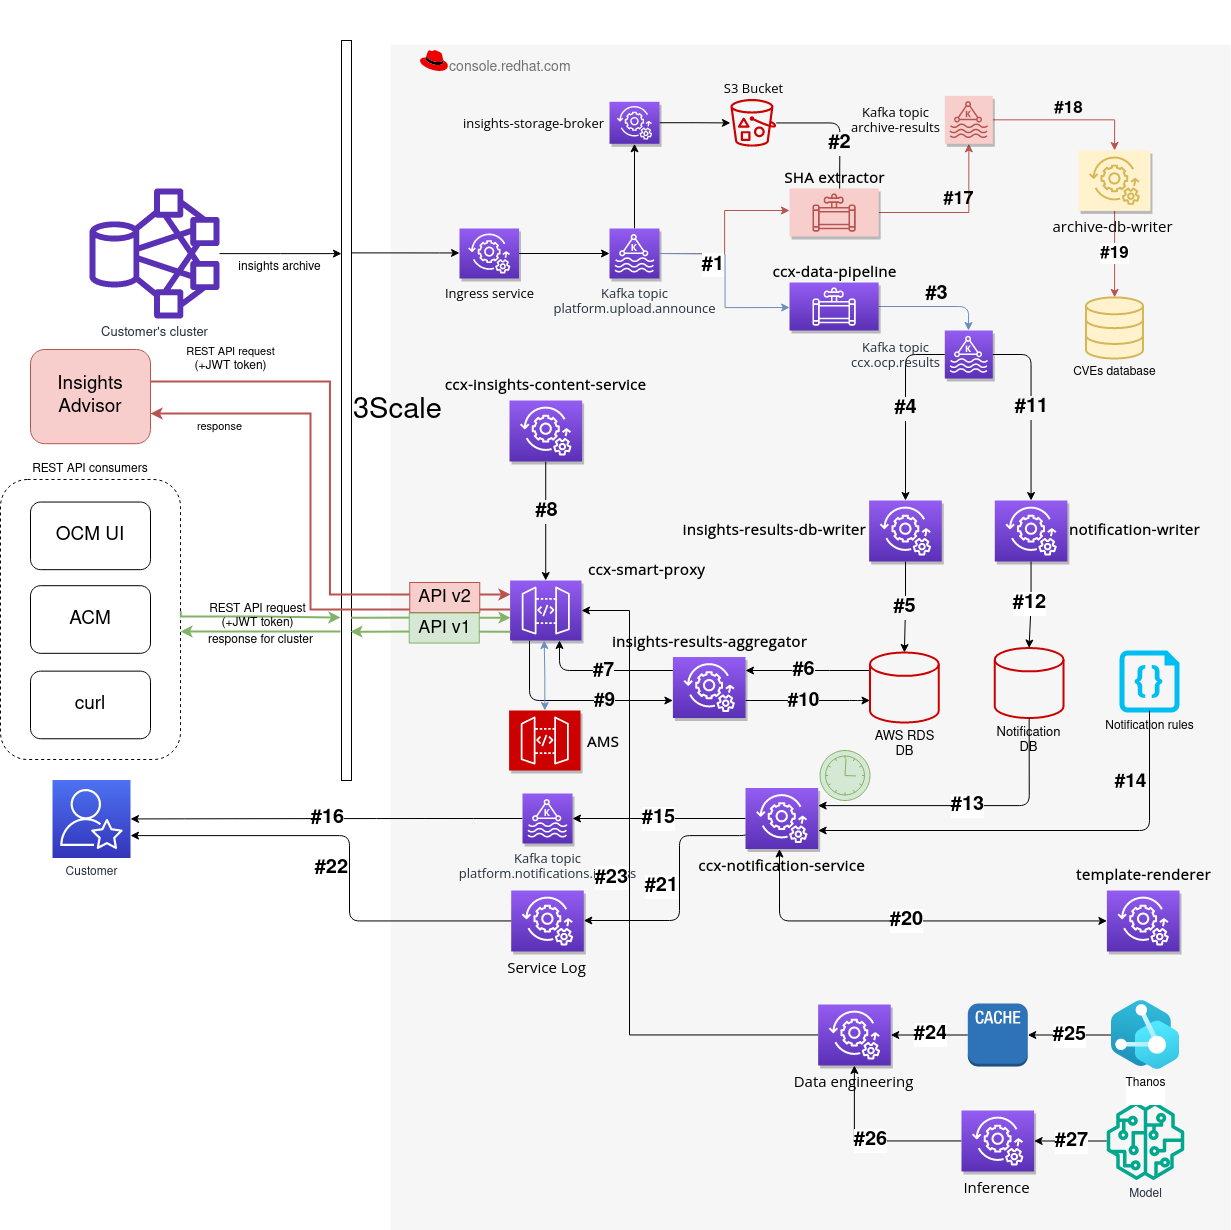 console.redhat.com
S3 Bucket
insights-storage-broker
#2
Kafka topic
archive-results
#18
SHA extractor
#17
archive-db-writer
#19
CVEs database
insights archive
Customer's cluster
Ingress service
Kafka topic
platform.upload.announce
#1
ccx-data-pipeline
#3
Kafka topic
ccx.ocp.results
#4
#11
Insights
Advisor
REST API request
(+JWT token)
response
3Scale
ccx-insights-content-service
#8
REST API consumers
OCM UI
ACM
curl
REST API request
(+JWT token)
response for cluster
API v2
API v1
ccx-smart-proxy
insights-results-db-writer
notification-writer
#5
#12
insights-results-aggregator
#7
#6
#9
#10
AMS
AWS RDS
DB
Notification
DB
Notification rules
#14
#13
#16
#15
Customer
#22
Kafka topic
platform.notifications.
#23
#21
ccx-notification-service
Service Log
#20
template-renderer
Data engineering
#24
CACHE
#25
Thanos
#26
Inference
#27
Model